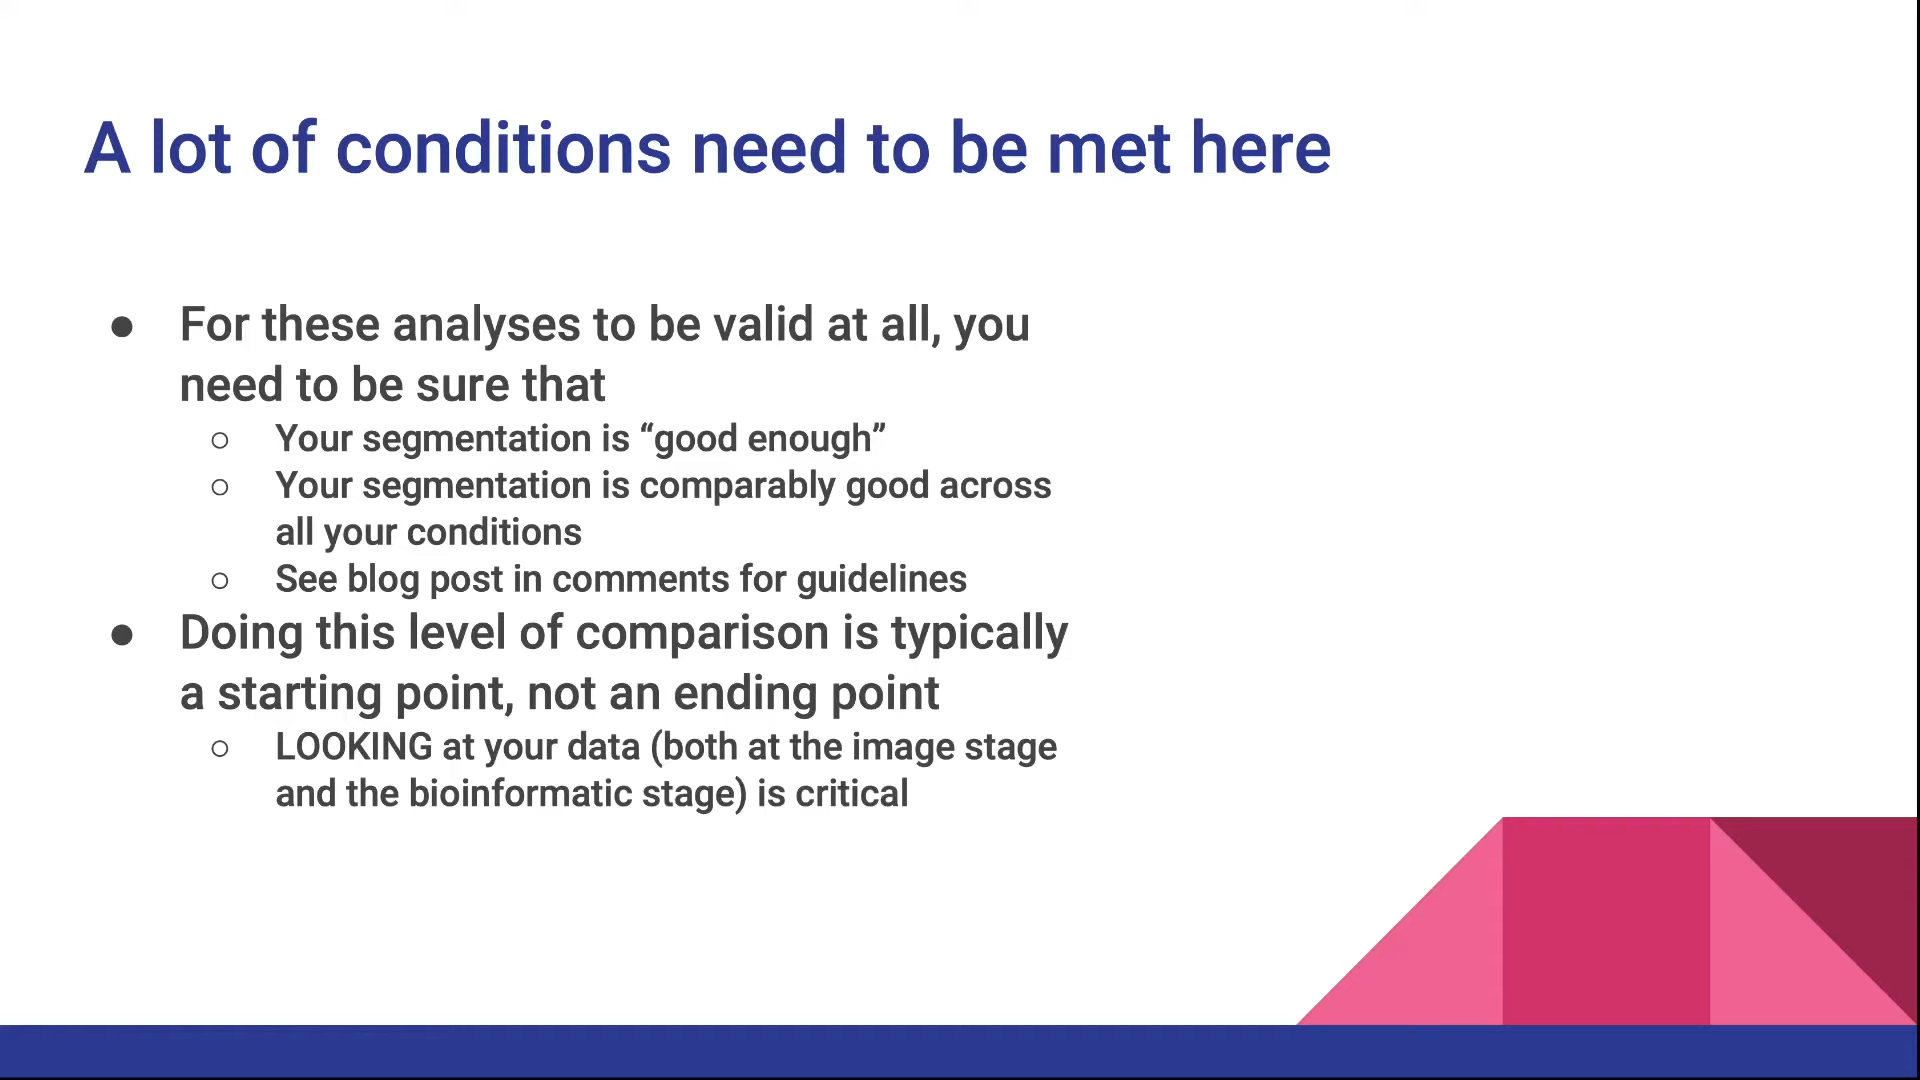 A lot of conditions need to be met here
● For these analyses to be valid at all, you
need to be sure that
○ Your segmentation is “good enough”
○ Your segmentation is comparably good across
all your conditions
○ See blog post in comments for guidelines
● Doing this level of comparison is typically
a starting point, not an ending point
○ LOOKING at your data (both at the image stage
and the bioinformatic stage) is critical